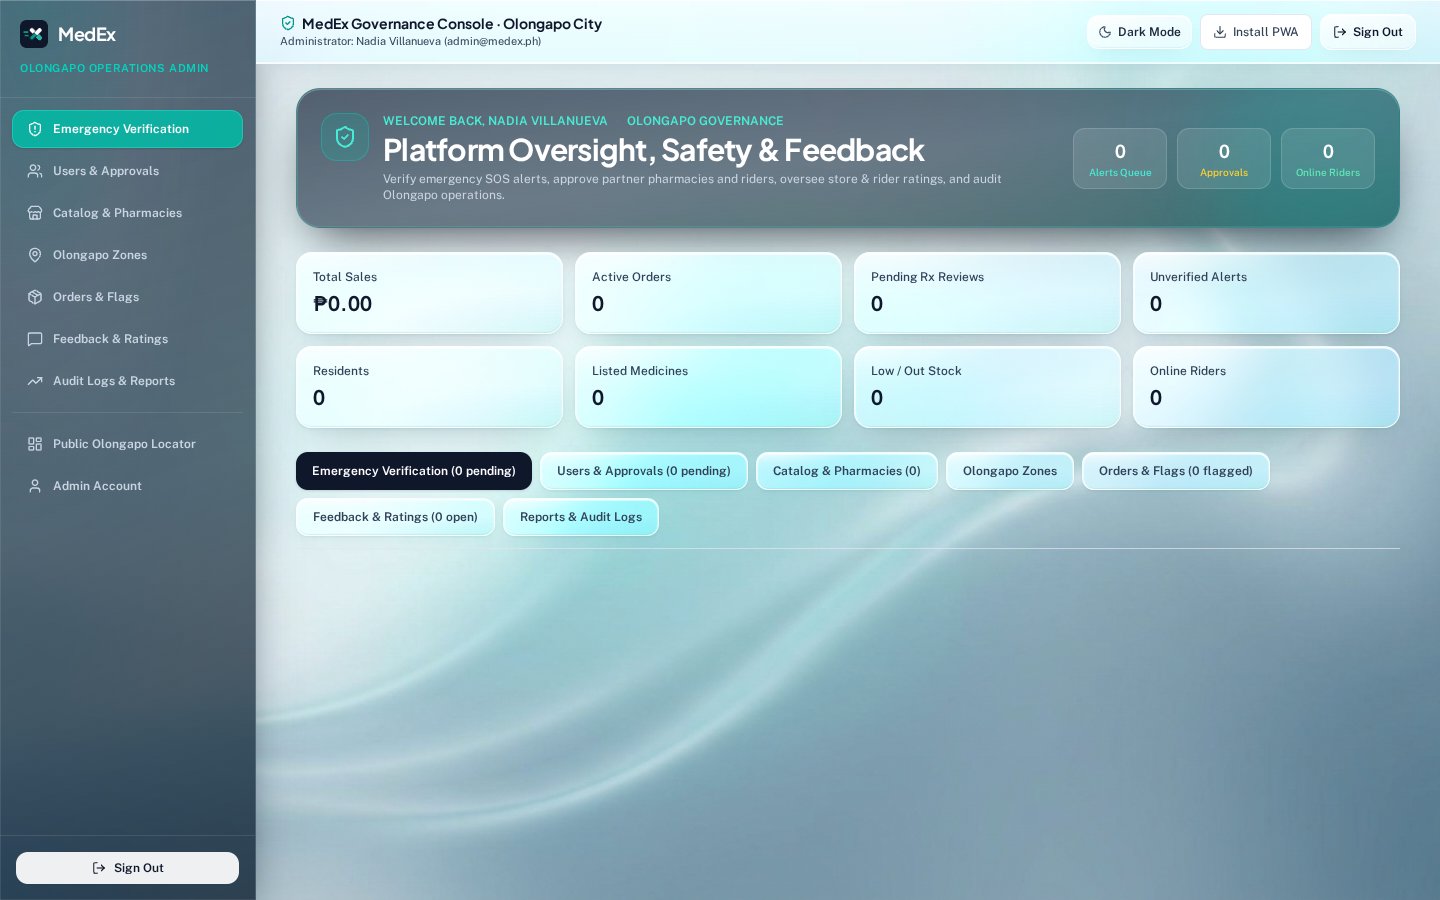 MedEx
OLONGAPO OPERATIONS ADMIN
Emergency Verification
Users & Approvals
Catalog & Pharmacies
Olongapo Zones
Orders & Flags
Feedback & Ratings
Audit Logs & Reports
Public Olongapo Locator
Admin Account
Sign Out
MedEx Governance Console · Olongapo City
Administrator: Nadia Villanueva (admin@medex.ph)
Dark Mode
Install PWA
Sign Out
WELCOME BACK, NADIA VILLANUEVA OLONGAPO GOVERNANCE
Platform Oversight, Safety & Feedback
Verify emergency SOS alerts, approve partner pharmacies and riders, oversee store & rider ratings, and audit
Olongapo operations.
0
Alerts Queue
0
Approvals
0
Online Riders
Total Sales
₱0.00
Active Orders
0
Pending Rx Reviews
0
Unverified Alerts
0
Residents
0
Listed Medicines
0
Low / Out Stock
0
Online Riders
0
Emergency Verification (0 pending)
Users & Approvals (0 pending)
Catalog & Pharmacies (0)
Olongapo Zones
Orders & Flags (0 flagged)
Feedback & Ratings (0 open)
Reports & Audit Logs